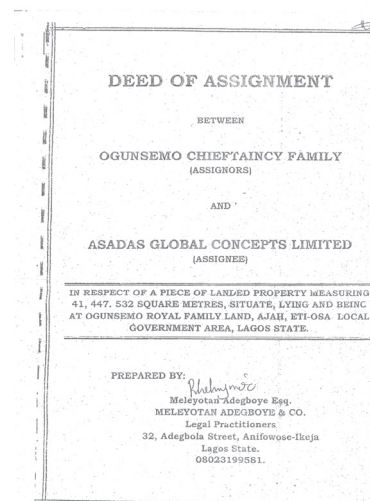 DEED OF ASSIGNMENT
BETWEEN
OGUNSEMO CHIEFTAINCY FAMILY
(ASSIGNORS)
AND
ASADAS GLOBAL CONCEPTS LIMITED
(ASSIGNEE)
IN RESPECT OF A PIECE OF LANDED PROPERTY MEASURING
41, 447. 532 SQUARE METRES, SITUATE, LYING AND BEING
AT OGUNSEMO ROYAL FAMILY LAND, AJAH, ETI-OSA LOCAL
GOVERNMENT AREA, LAGOS STATE.
PREPARED BY:
Meleyotan Adegboye Esq.
MELEYOTAN ADEGBOYE & CO.
Legal Practitioners
32, Adegbola Street, Anifowose-Ikeja
Lagos State.
08023199581.